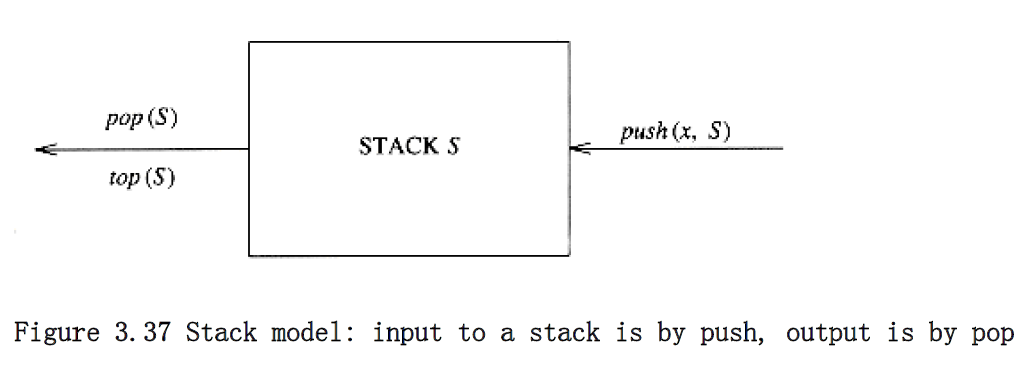 pop (S)
top (S)
STACK S
push (x, S)
Figure 3.37 Stack model: input to a stack is by push, output is by pop